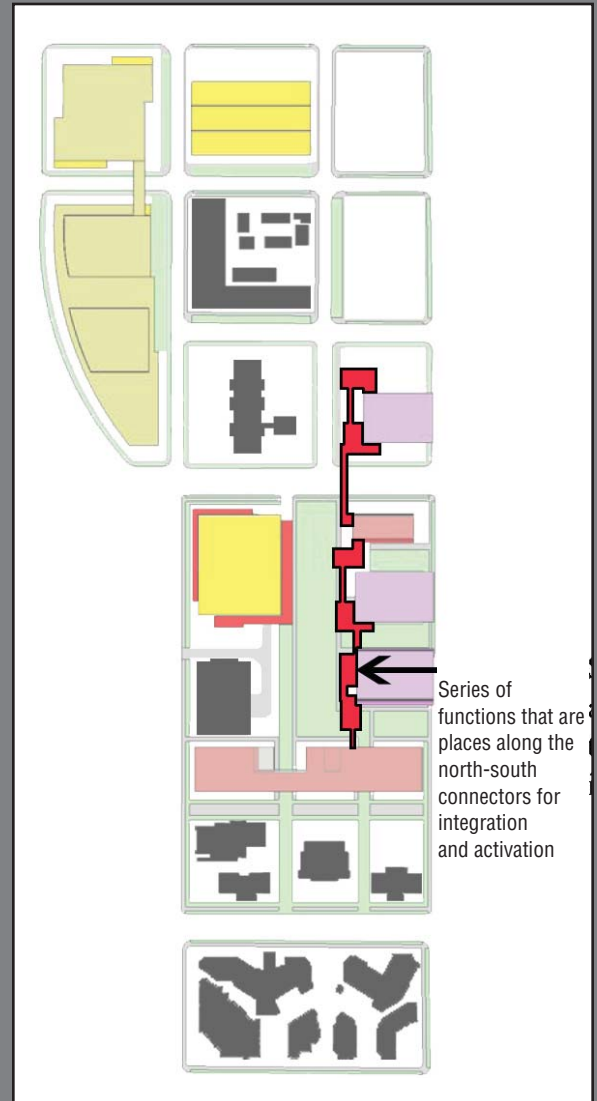 Series of
functions that are
places along the
north-south
connectors for
integration
and activation